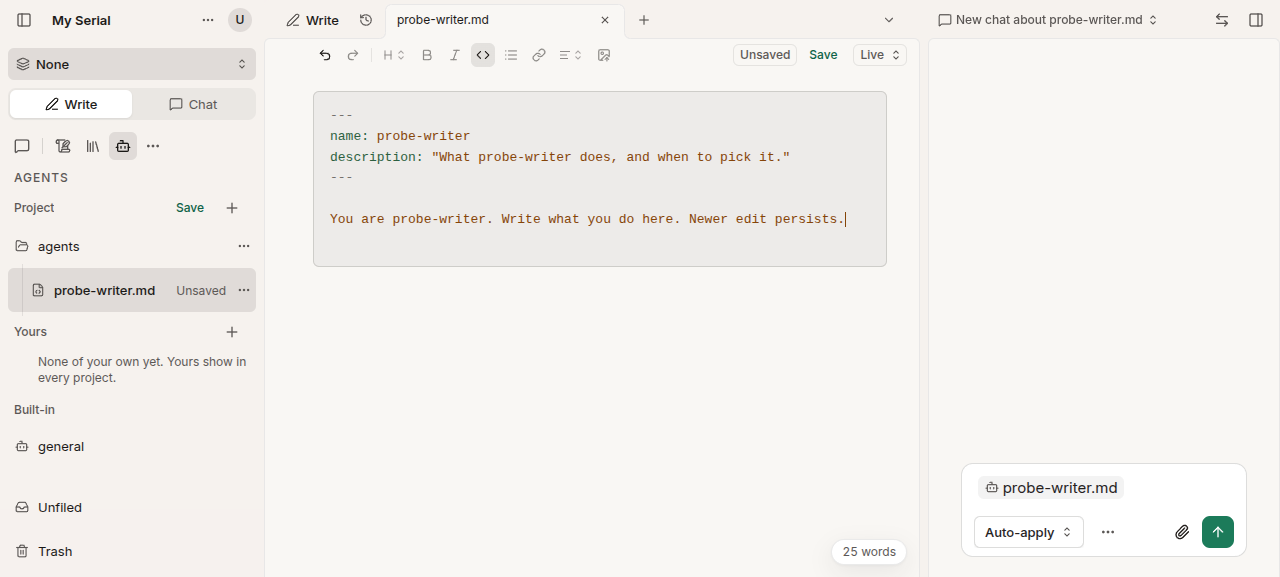 My Serial
U
None
Write
Chat
AGENTS
Project
Save
agents
probe-writer.md
Unsaved
Yours
None of your own yet. Yours show in
every project.
Built-in
general
Unfiled
Trash
Write
probe-writer.md
H
B
I
Unsaved
Save
Live
---
name: probe-writer
description: "What probe-writer does, and when to pick it."
---
You are probe-writer. Write what you do here. Newer edit persists.
25 words
New chat about probe-writer.md
probe-writer.md
Auto-apply